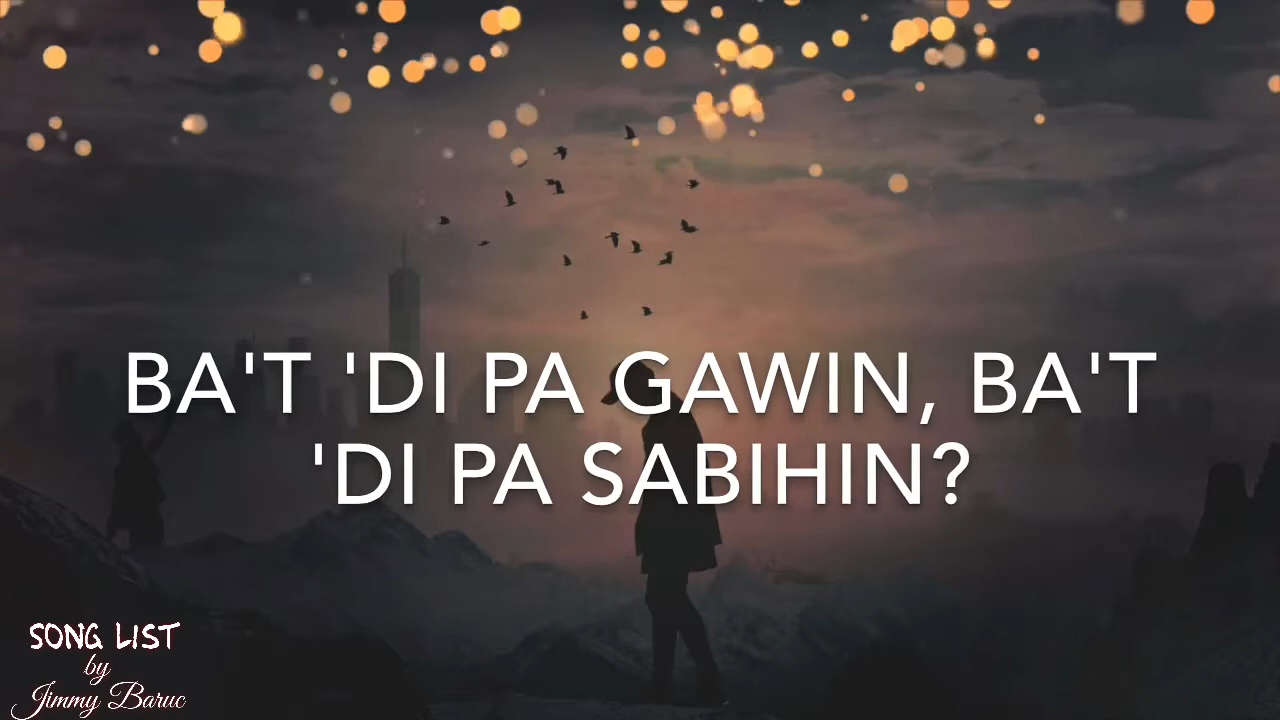 BA'T 'DI PA GAWIN, BA'T
'DI PA SABIHIN?
SONG LIST
by
Jimmy Baruc